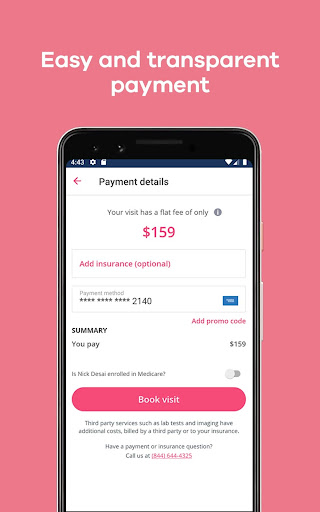 Easy and transparent
payment
4:43
Payment details
Your visit has a flat fee of only
$159
Add insurance (optional)
Payment method
**** **** **** 2140
Add promo code
SUMMARY
You pay $159
Is Nick Desai enrolled in Medicare?
Book visit
Third party services such as lab tests and imaging have
additional costs, billed by a third party or to your insurance.
Have a payment or insurance question?
Call us at (844) 644-4325